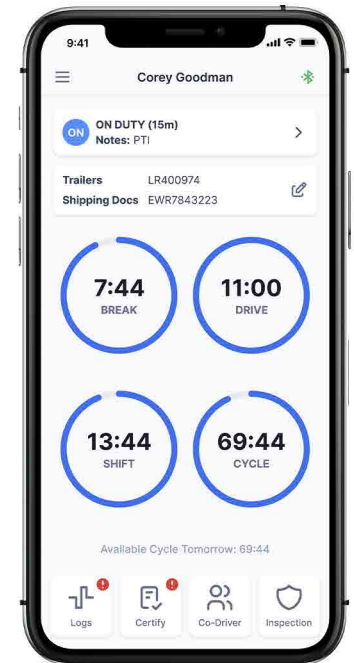 9:41
Corey Goodman
ON
ON DUTY (15m)
Notes: PTI
Trailers LR400974
Shipping Docs EWR7843223
7:44
BREAK
11:00
DRIVE
13:44
SHIFT
69:44
CYCLE
Available Cycle Tomorrow: 69:44
! !
Logs Certify Co-Driver Inspection